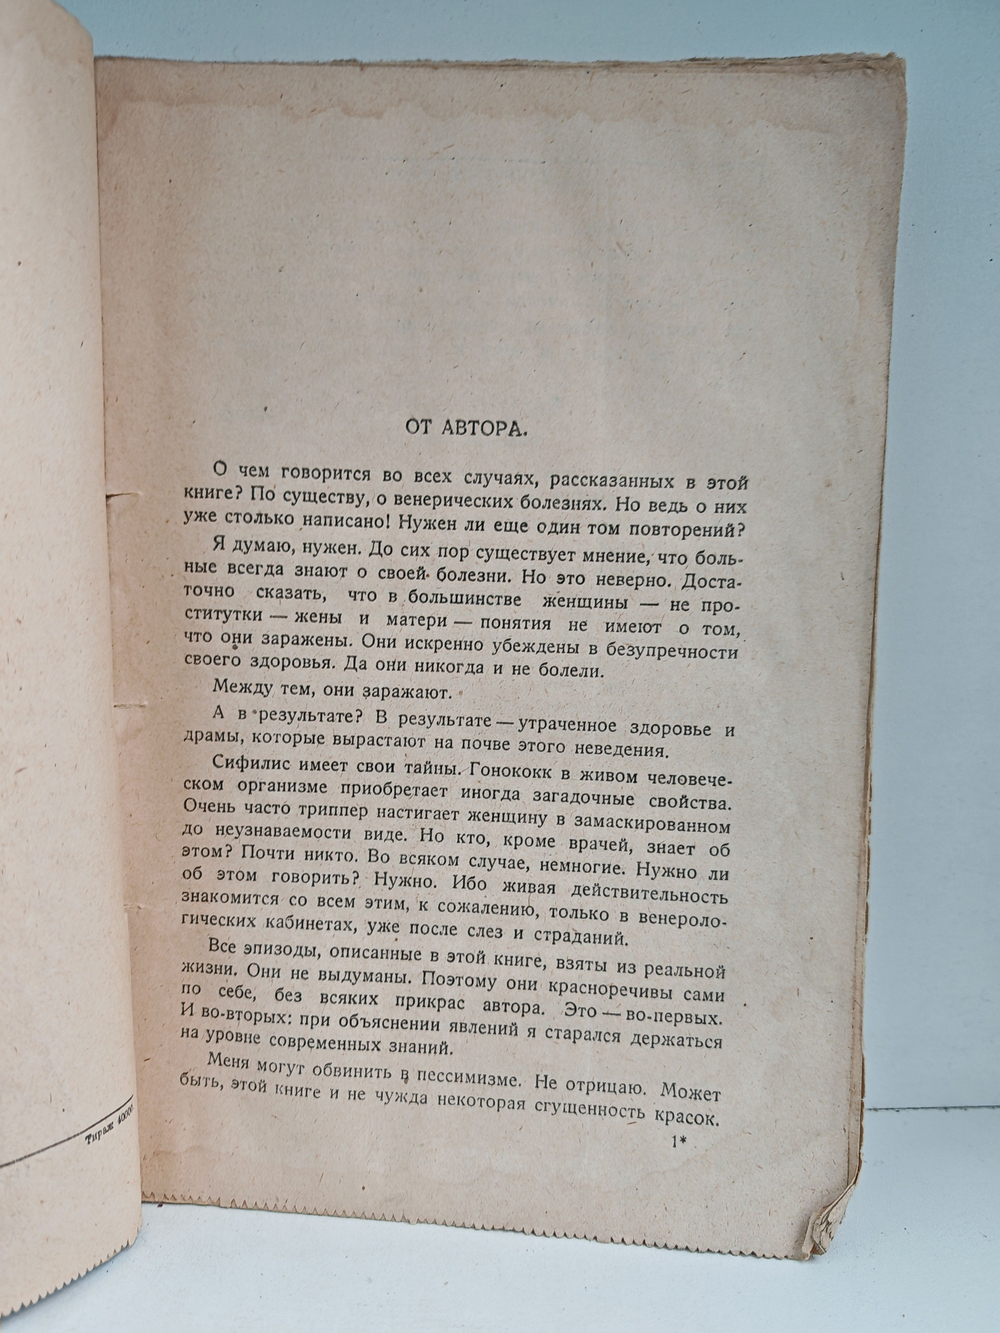 ОТ АВТОРА.
О чем говорится во всех случаях, рассказанных в этой
книге? По существу, о венерических болезнях. Но ведь о них
уже столько написано! Нужен ли еще один том повторений?
Я думаю, нужен. До сих пор существует мнение, что боль-
ные всегда знают о своей болезни. Но это неверно. Доста-
точно сказать, что в большинстве женщины — не про-
ститутки — жены и матери — понятия не имеют о том,
что они заражены. Они искренно убеждены в безупречности
своего здоровья. Да они никогда и не болели.
Между тем, они заражают.
А в результате? В результате — утраченное здоровье и
драмы, которые вырастают на почве этого неведения.
Сифилис имеет свои тайны. Гонококк в живом человече-
ском организме приобретает иногда загадочные свойства.
Очень часто триппер настигает женщину в замаскированном
до неузнаваемости виде. Но кто, кроме врачей, знает об
этом? Почти никто. Во всяком случае, немногие. Нужно ли
об этом говорить? Нужно. Ибо живая действительность
знакомится со всем этим, к сожалению, только в венероло-
гических кабинетах, уже после слез и страданий.
Все эпизоды, описанные в этой книге, взяты из реальной
жизни. Они не выдуманы. Поэтому они красноречивы сами
по себе, без всяких прикрас автора. Это — во-первых.
И во-вторых: при объяснении явлений я старался держаться
на уровне современных знаний.
Меня могут обвинить в пессимизме. Не отрицаю. Может
быть, этой книге и не чужда некоторая сгущенность красок.
1*
Тираж